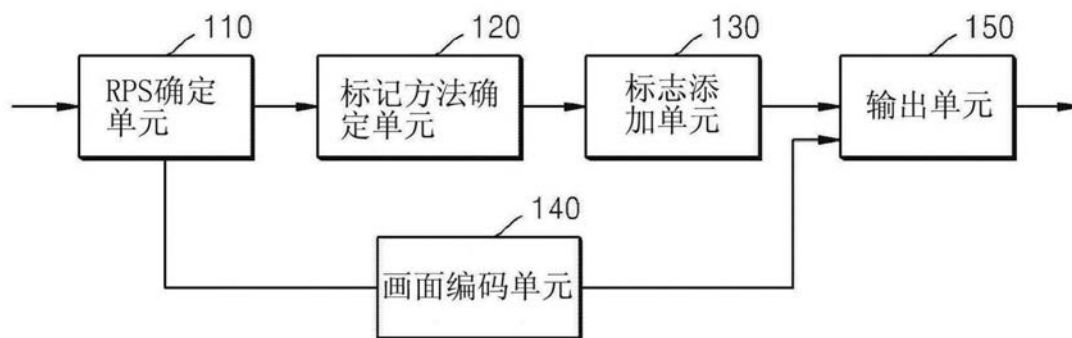 110
120
130
150
RPS确定
单元
标记方法确
定单元
标志添
加单元
输出单元
140
画面编码单元